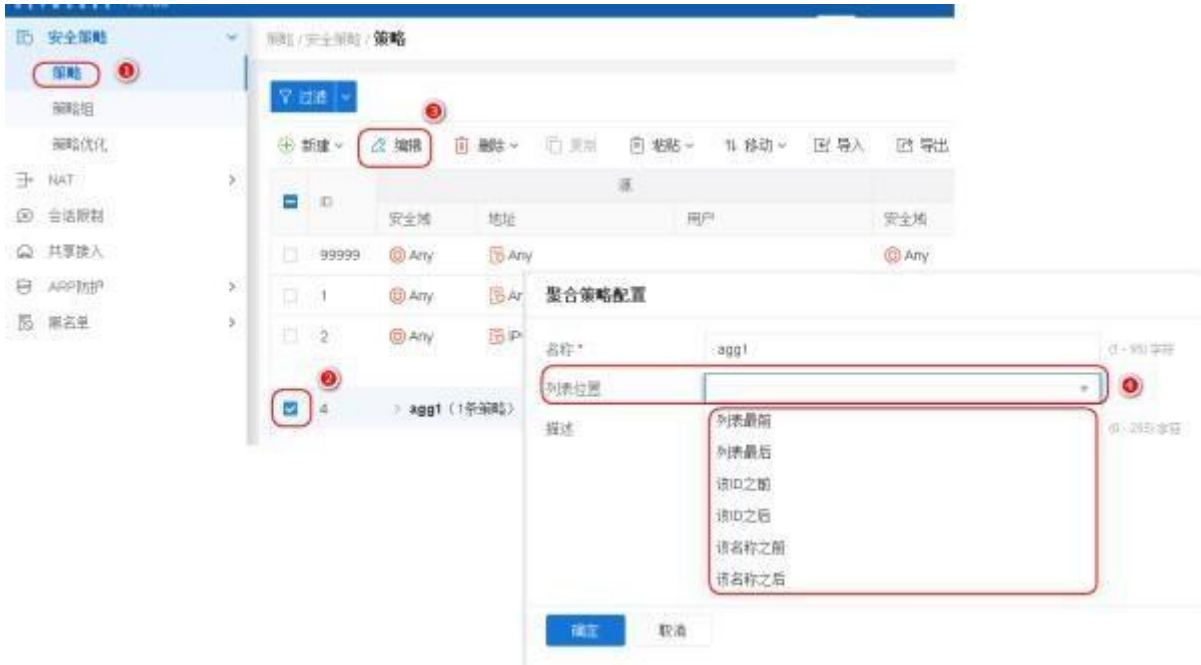 安全策略
策略 / 安全策略 / 策略
策略 1
策略组
策略优化
NAT
会话限制
共享接入
ARP防护
黑名单
过滤
3
新建 编辑 删除 复制 粘贴 移动 导入 导出
源
ID
安全域 地址 用户 安全域
99999 Any Any Any
1 Any
2 Any
2
4 > agg1（1条策略）
聚合策略配置
名称 * agg1 (1 - 95) 字符
列表位置 4
描述 (0 - 255) 字符
列表最前
列表最后
该ID之前
该ID之后
该名称之前
该名称之后
确定 取消